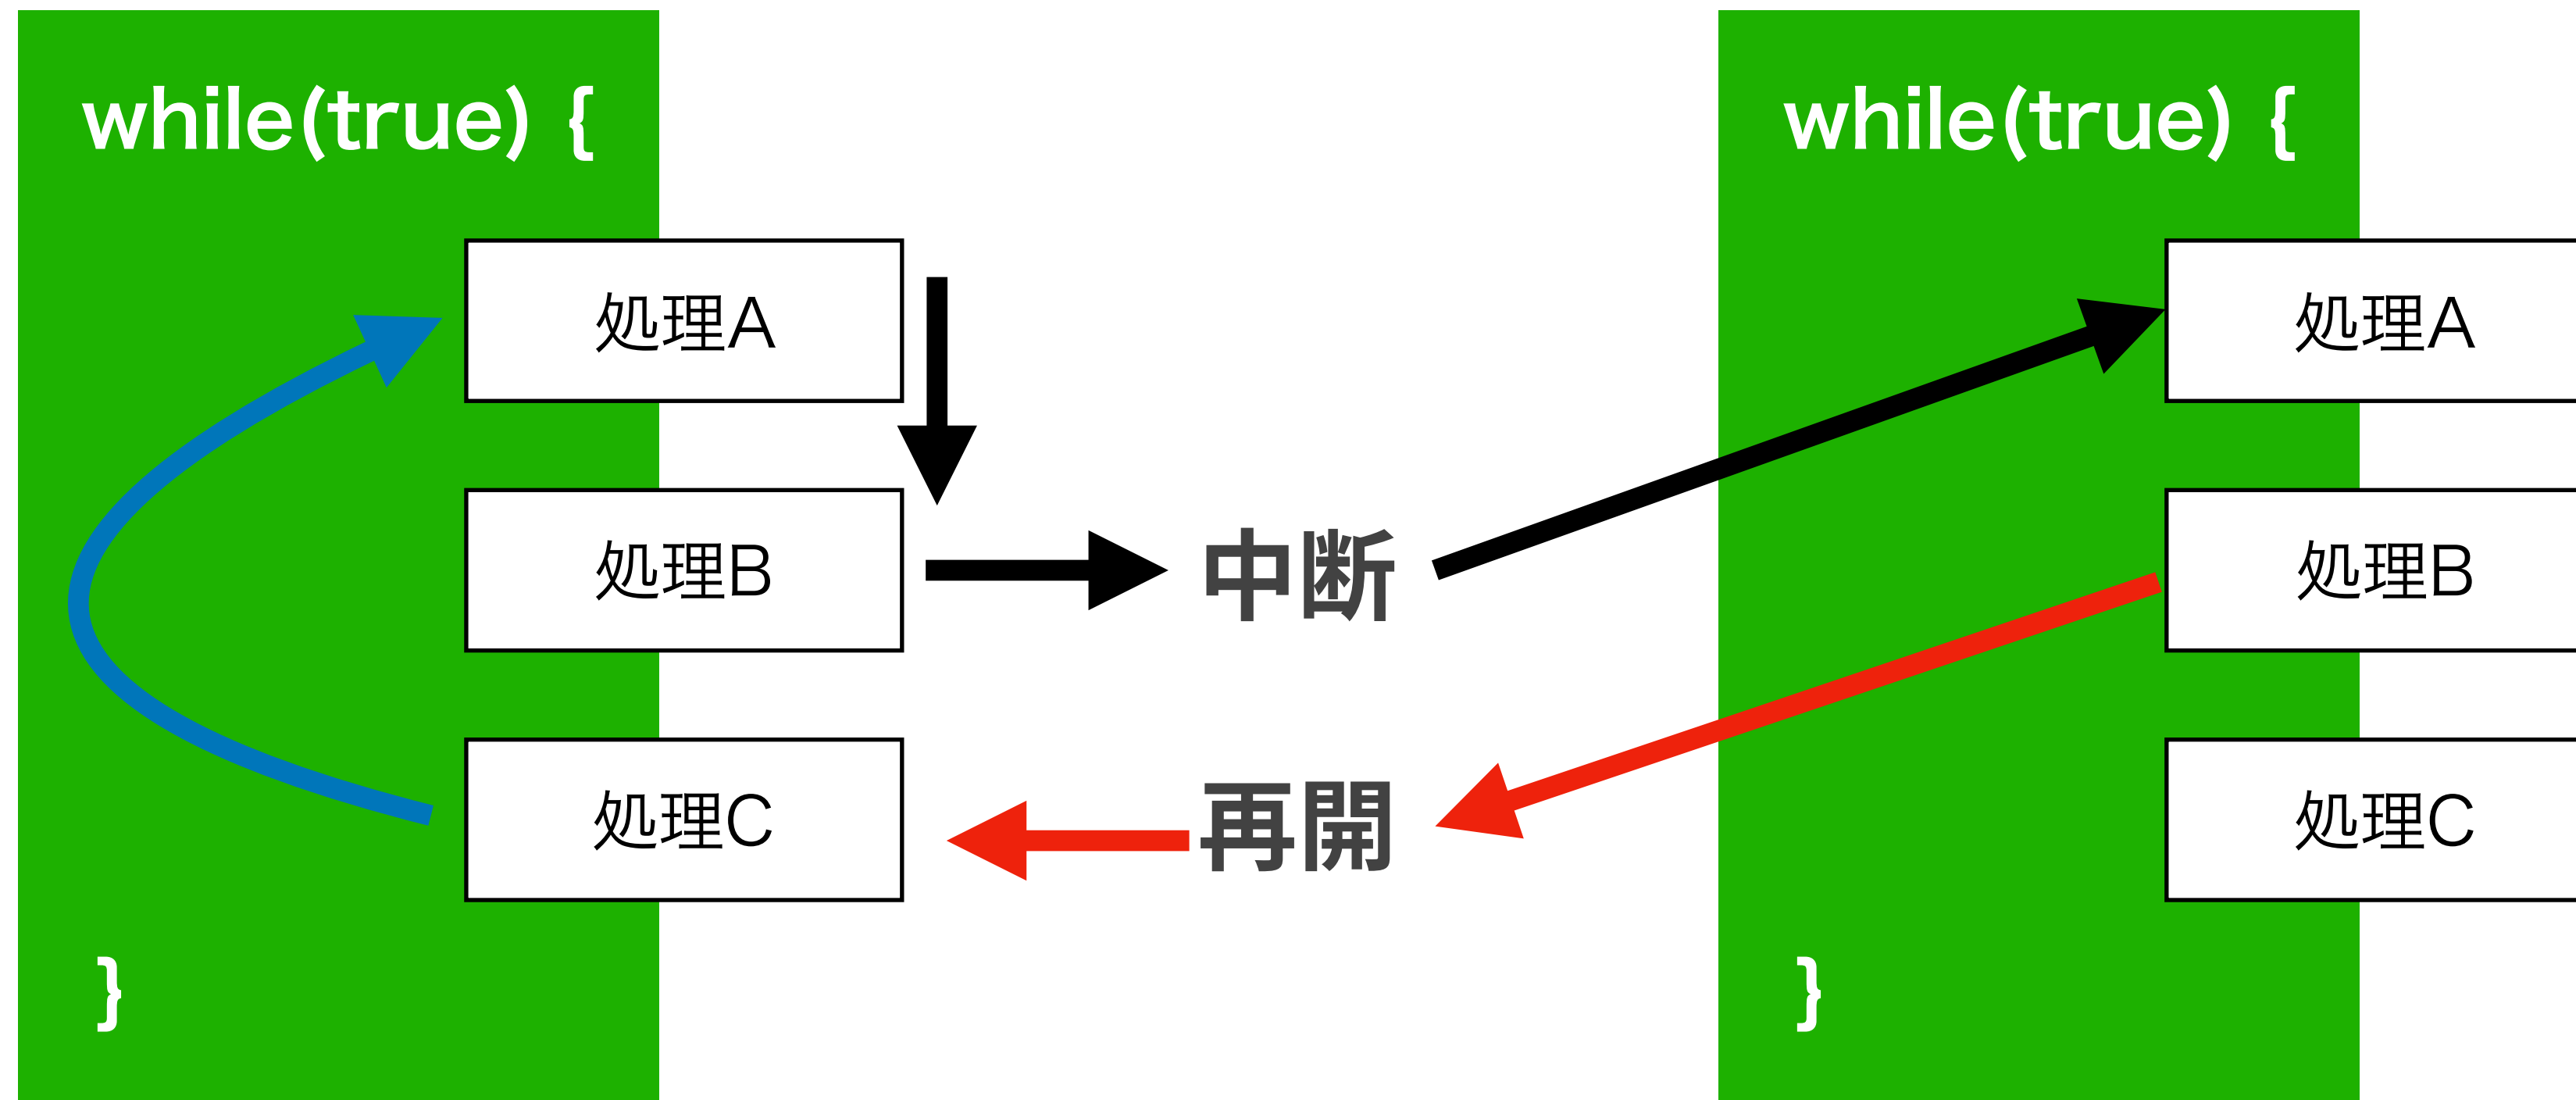 while(true) {
処理A
処理B
処理C
}
中断
再開
while(true) {
処理A
処理B
処理C
}